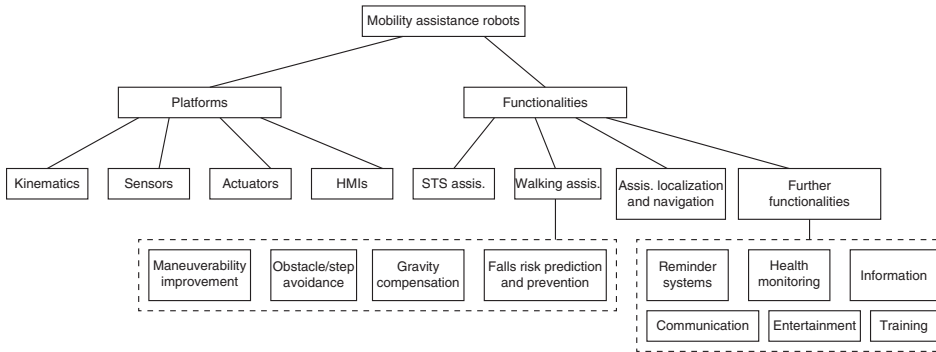 Mobility assistance robots
Platforms
Functionalities
Kinematics
Sensors
Actuators
HMIs
STS assis.
Walking assis.
Assis. localization
and navigation
Further
functionalities
Maneuverability
improvement
Obstacle/step
avoidance
Gravity
compensation
Falls risk prediction
and prevention
Reminder
systems
Health
monitoring
Information
Communication
Entertainment
Training